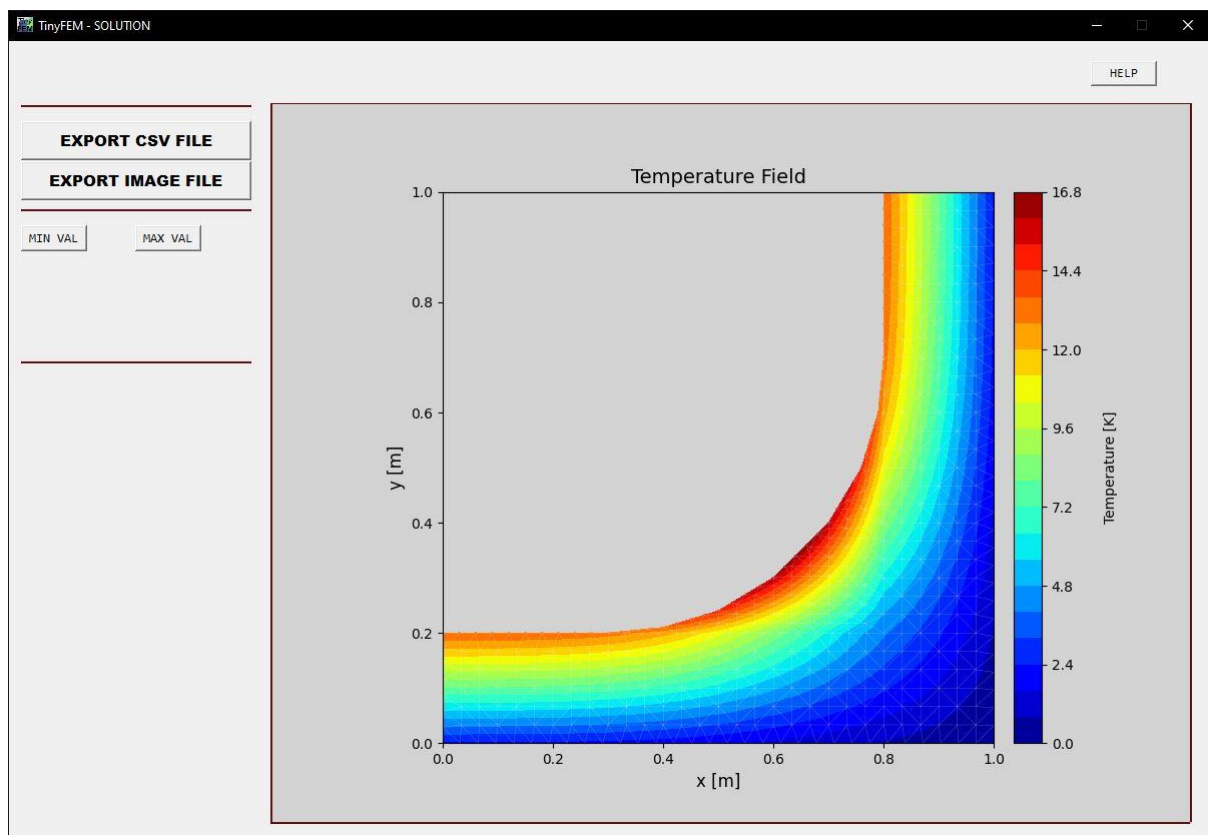 TinyFEM - SOLUTION
HELP
EXPORT CSV FILE
EXPORT IMAGE FILE
MIN VAL
MAX VAL
Temperature Field
1.0
0.8
0.6
0.4
0.2
0.0
y [m]
0.0
0.2
0.4
0.6
0.8
1.0
x [m]
16.8
14.4
12.0
9.6
7.2
4.8
2.4
0.0
Temperature [K]